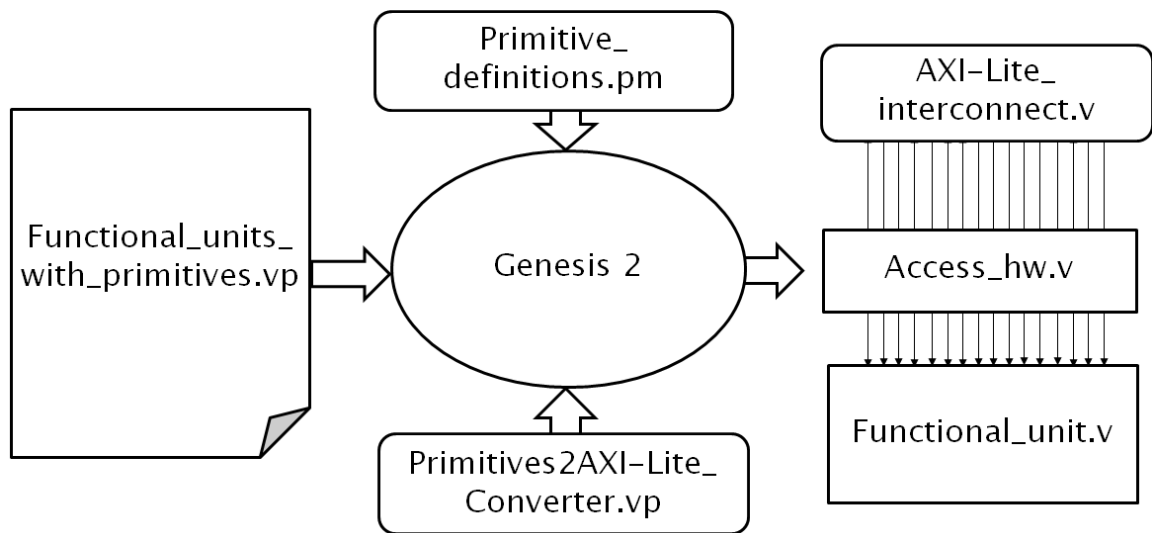 Primitive_
definitions.pm
AXI-Lite_
interconnect.v
Functional_units_
with_primitives.vp
Genesis 2
Access_hw.v
Functional_unit.v
Primitives2AXI-Lite_
Converter.vp